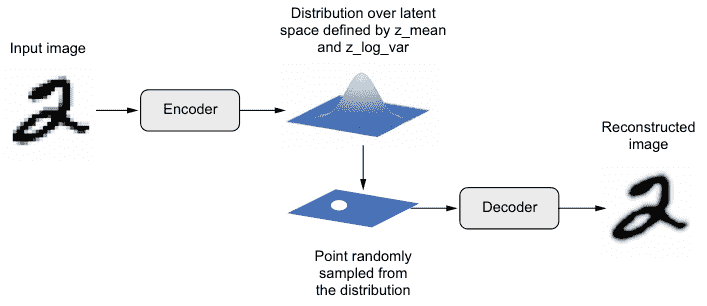 Input image
Encoder
Distribution over latent
space defined by z_mean
and z_log_var
Point randomly
sampled from
the distribution
Decoder
Reconstructed
image